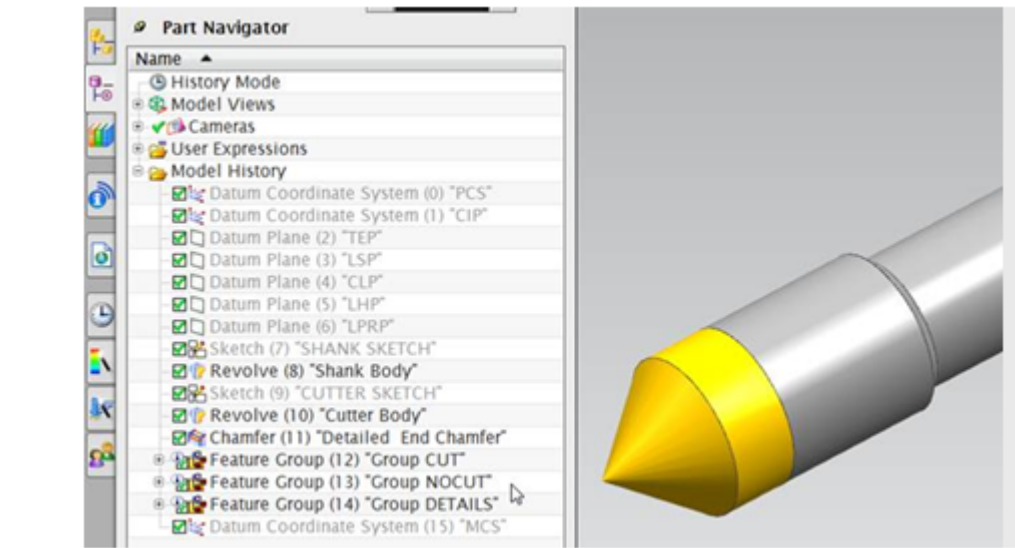 Part Navigator
Name
History Mode
Model Views
Cameras
User Expressions
Model History
Datum Coordinate System (0) "PCS"
Datum Coordinate System (1) "CIP"
Datum Plane (2) "TEP"
Datum Plane (3) "LSP"
Datum Plane (4) "CLP"
Datum Plane (5) "LHP"
Datum Plane (6) "LPRP"
Sketch (7) "SHANK SKETCH"
Revolve (8) "Shank Body"
Sketch (9) "CUTTER SKETCH"
Revolve (10) "Cutter Body"
Chamfer (11) "Detailed End Chamfer"
Feature Group (12) "Group CUT"
Feature Group (13) "Group NOCUT"
Feature Group (14) "Group DETAILS"
Datum Coordinate System (15) "MCS"